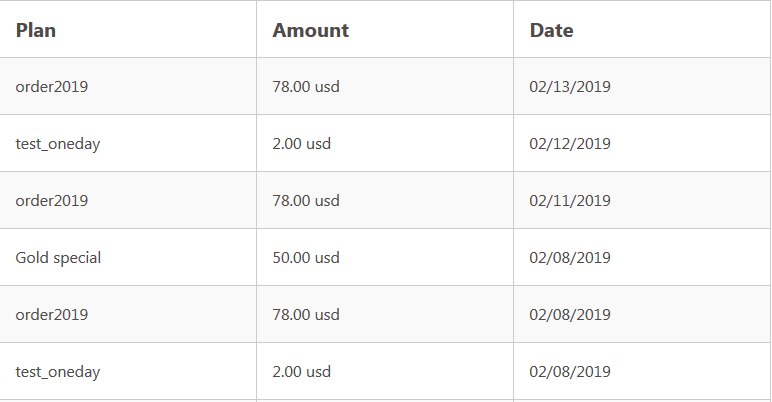 Plan Amount Date
order2019 78.00 usd 02/13/2019
test_oneday 2.00 usd 02/12/2019
order2019 78.00 usd 02/11/2019
Gold special 50.00 usd 02/08/2019
order2019 78.00 usd 02/08/2019
test_oneday 2.00 usd 02/08/2019